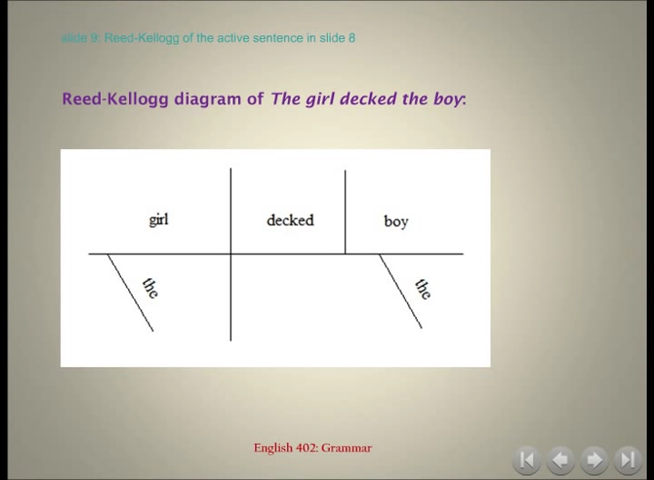 slide 9: Reed-Kellogg of the active sentence in slide 8
Reed-Kellogg diagram of The girl decked the boy:
girl decked boy
the the
English 402: Grammar